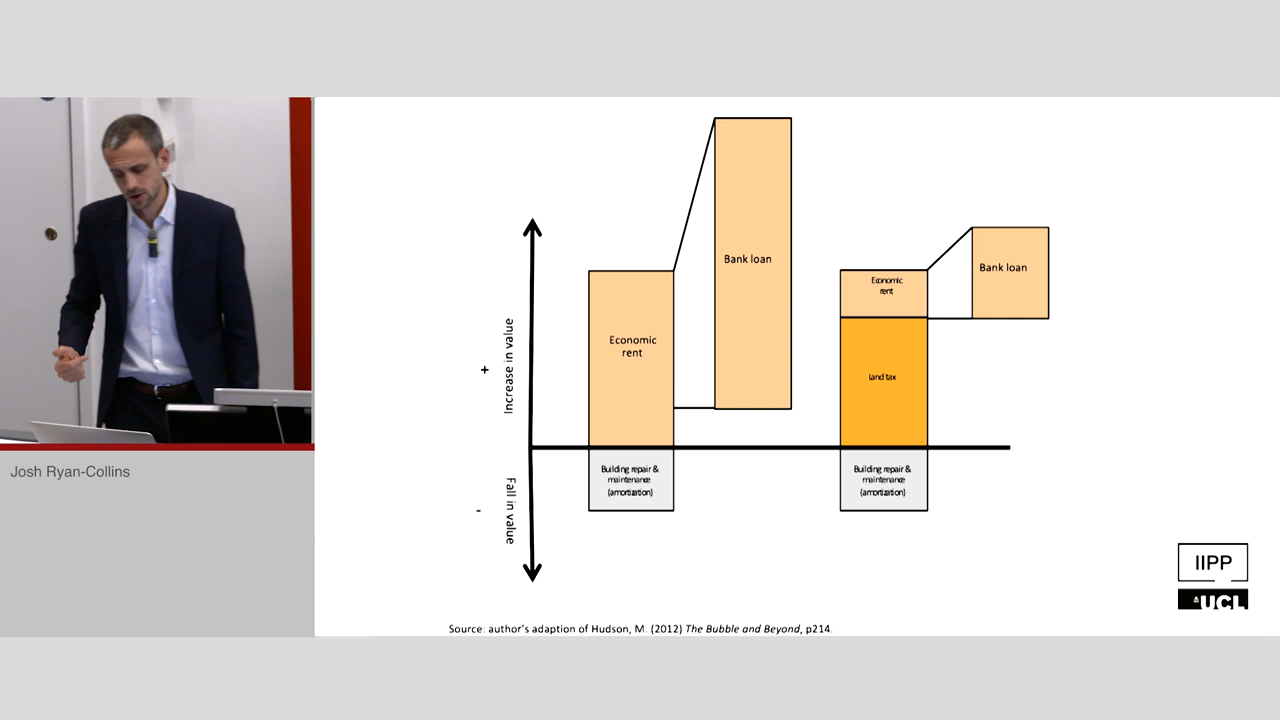 Josh Ryan-Collins
+
Increase in value
-
Fall in value
Economic
rent
Bank loan
Building repair &
maintenance
(amortization)
Economic
rent
land tax
Bank loan
Building repair &
maintenance
(amortization)
IIPP
UCL
Source: author's adaption of Hudson, M. (2012) The Bubble and Beyond, p214.